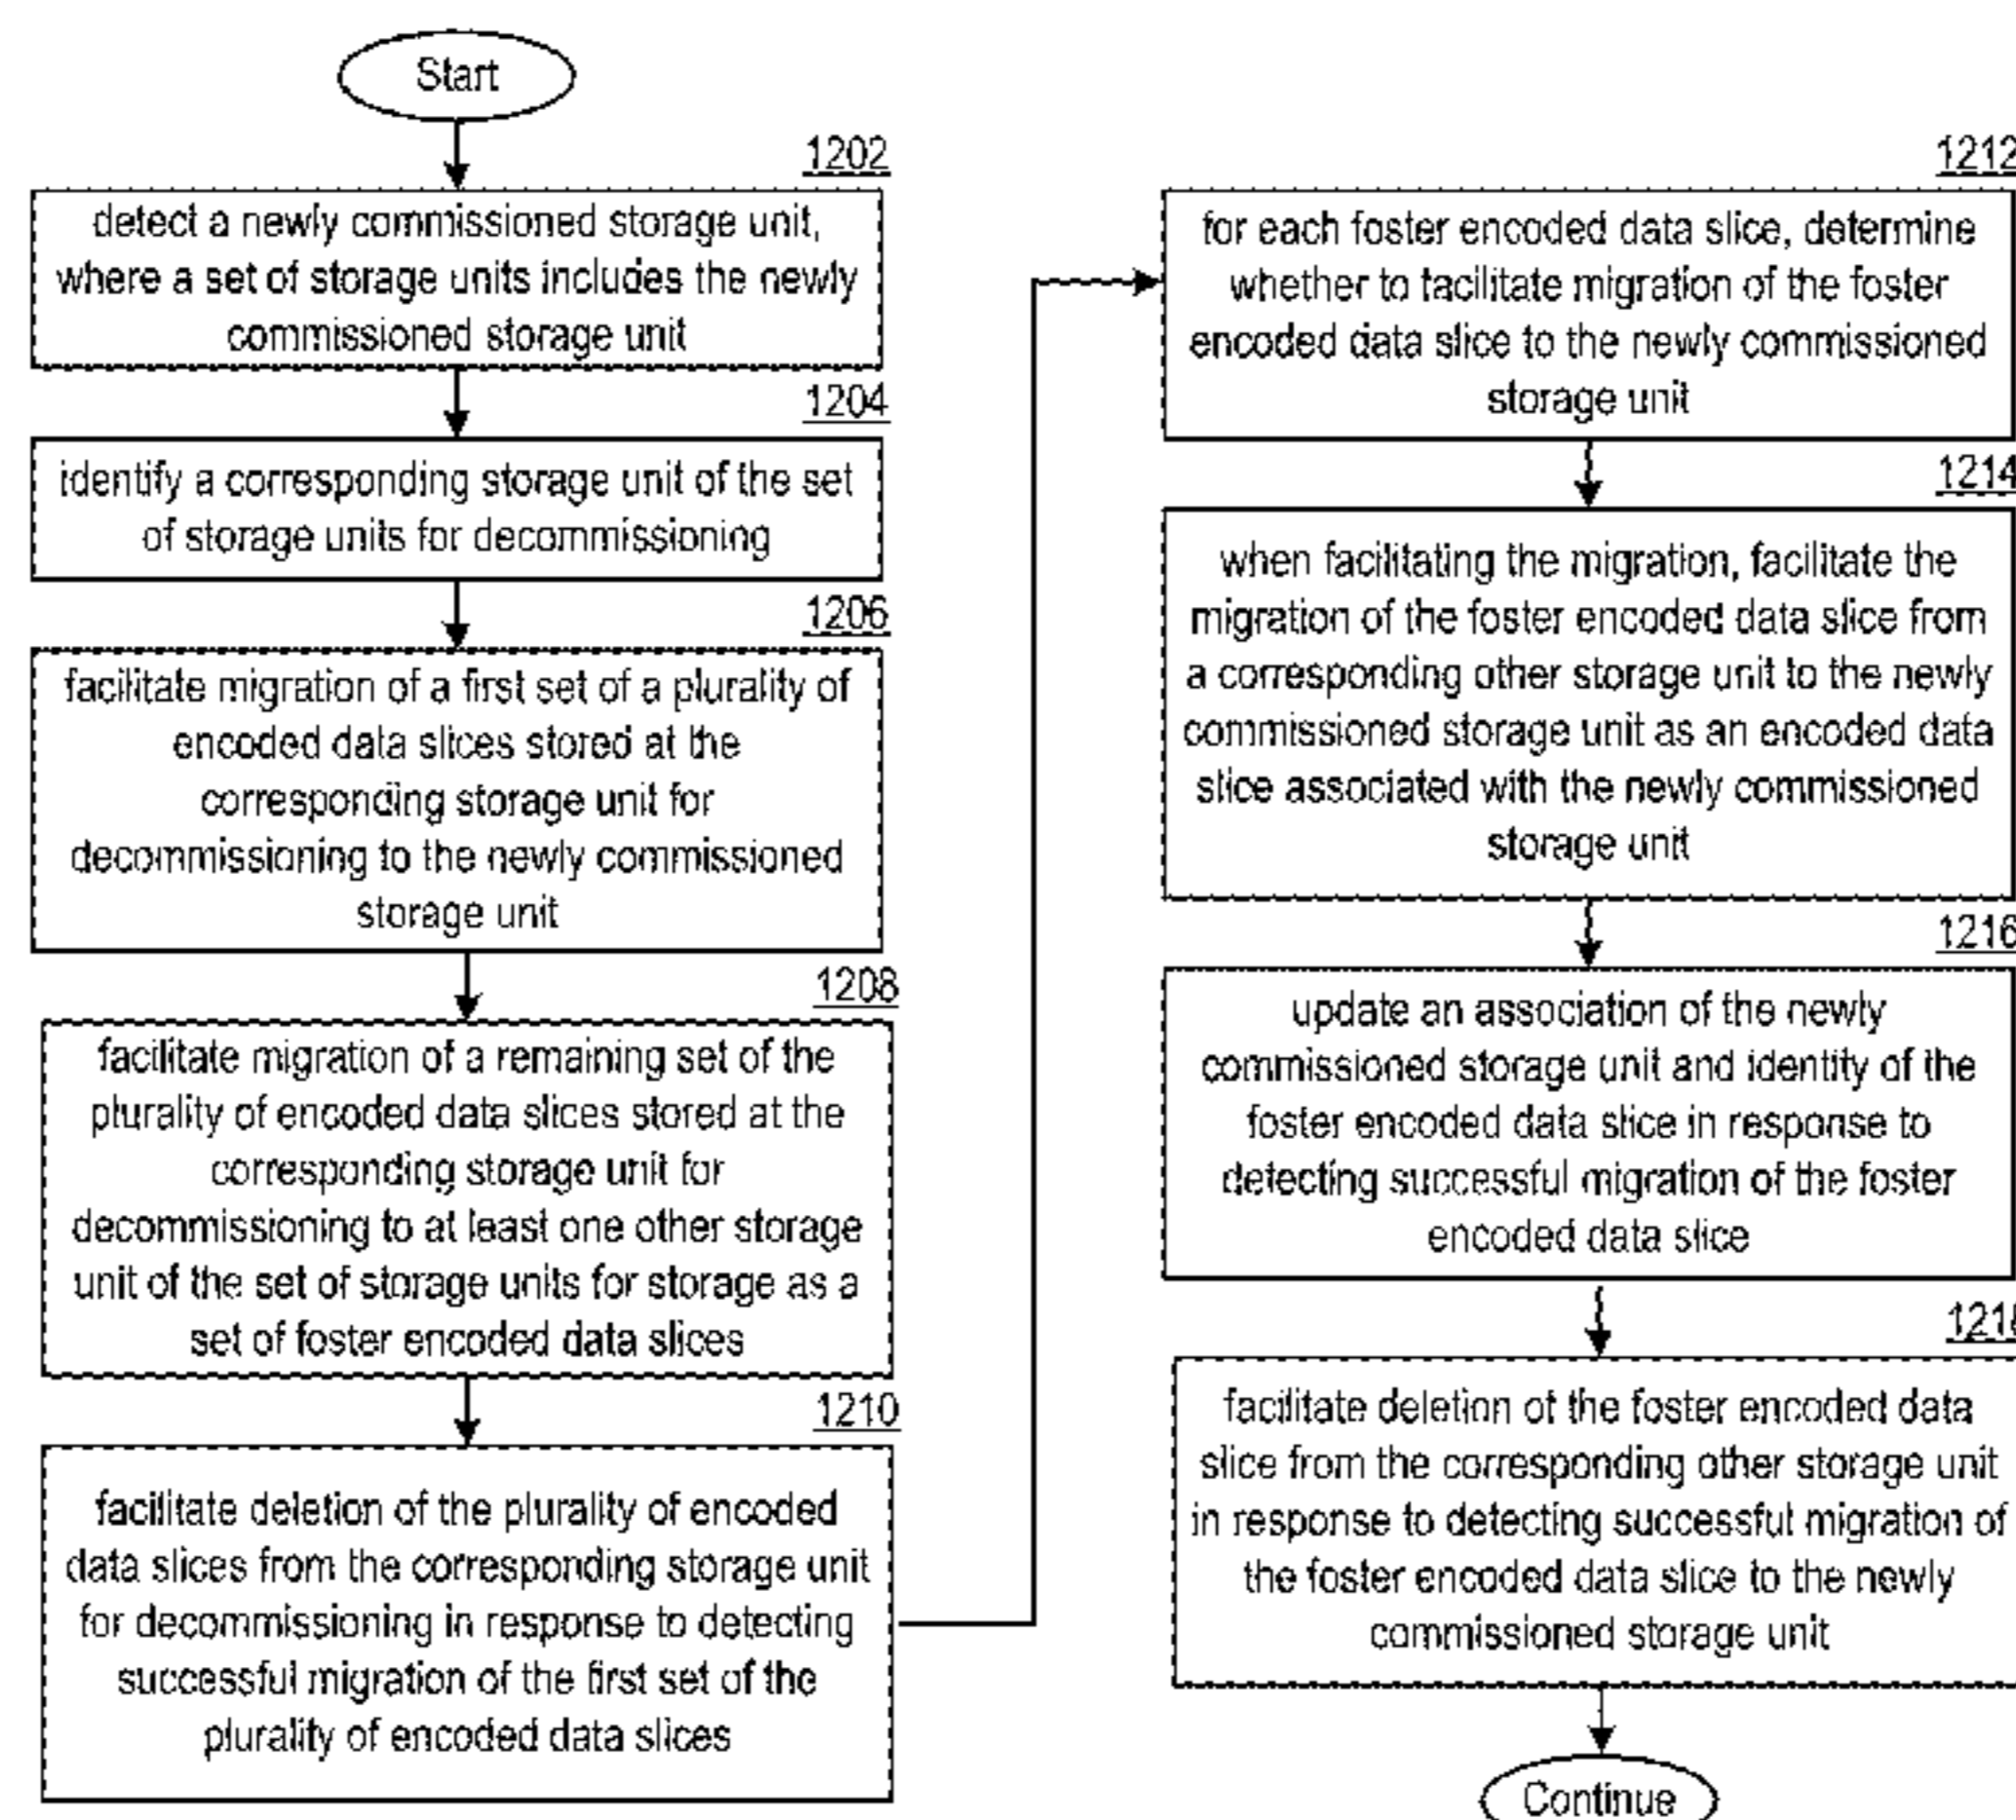 Start
1202
detect a newly commissioned storage unit,
where a set of storage units includes the newly
commissioned storage unit
1204
identify a corresponding storage unit of the set
of storage units for decommissioning
1206
facilitate migration of a first set of a plurality of
encoded data slices stored at the
corresponding storage unit for
decommissioning to the newly commissioned
storage unit
1208
facilitate migration of a remaining set of the
plurality of encoded data slices stored at the
corresponding storage unit for
decommissioning to at least one other storage
unit of the set of storage units for storage as a
set of foster encoded data slices
1210
facilitate deletion of the plurality of encoded
data slices from the corresponding storage unit
for decommissioning in response to detecting
successful migration of the first set of the
plurality of encoded data slices
1212
for each foster encoded data slice, determine
whether to facilitate migration of the foster
encoded data slice to the newly commissioned
storage unit
1214
when facilitating the migration, facilitate the
migration of the foster encoded data slice from
a corresponding other storage unit to the newly
commissioned storage unit as an encoded data
slice associated with the newly commissioned
storage unit
1216
update an association of the newly
commissioned storage unit and identity of the
foster encoded data slice in response to
detecting successful migration of the foster
encoded data slice
facilitate deletion of the foster encoded data
slice from the corresponding other storage unit
in response to detecting successful migration of
the foster encoded data slice to the newly
commissioned storage unit
Continue